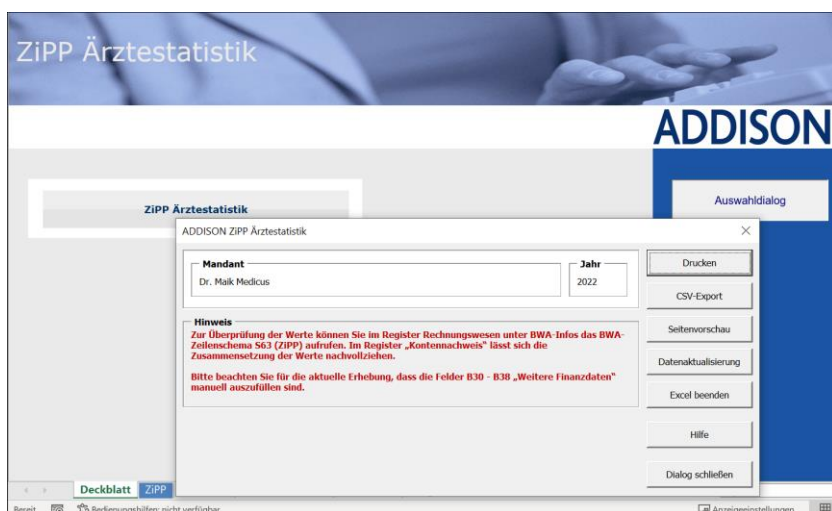 ZiPP Ärztestatistik
ADDISON
ZiPP Ärztestatistik
Auswahldialog
ADDISON ZiPP Ärztestatistik
Mandant
Dr. Maik Medicus
Jahr
2022
Hinweis
Zur Überprüfung der Werte können Sie im Register Rechnungswesen unter BWA-Infos das BWA-
Zeilenschema S63 (ZiPP) aufrufen. Im Register „Kontennachweis“ lässt sich die
Zusammensetzung der Werte nachvollziehen.
Bitte beachten Sie für die aktuelle Erhebung, dass die Felder B30 - B38 „Weitere Finanzdaten“
manuell auszufüllen sind.
Drucken
CSV-Export
Seitenvorschau
Datenaktualisierung
Excel beenden
Hilfe
Dialog schließen
Deckblatt ZiPP
Bereit Bedienungshilfen: nicht verfügbar Anzeigeeinstellungen